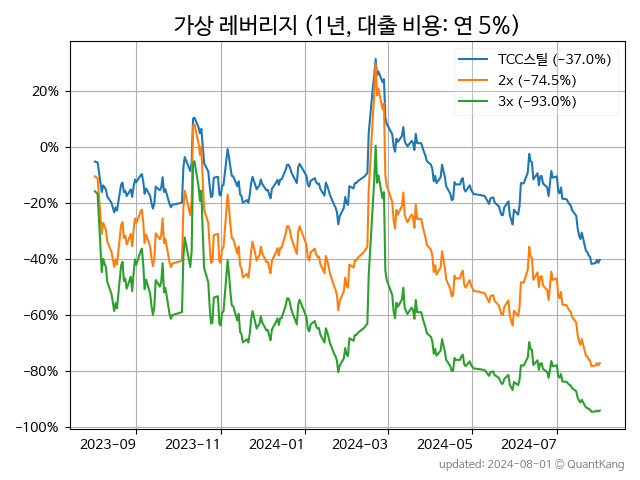 가상 레버리지 (1년, 대출 비용: 연 5%)
TCC스틸 (−37.0%)
2x (−74.5%)
3x (−93.0%)
20%
0%
−20%
−40%
−60%
−80%
−100%
2023-09
2023-11
2024-01
2024-03
2024-05
2024-07
updated: 2024-08-01 © QuantKang